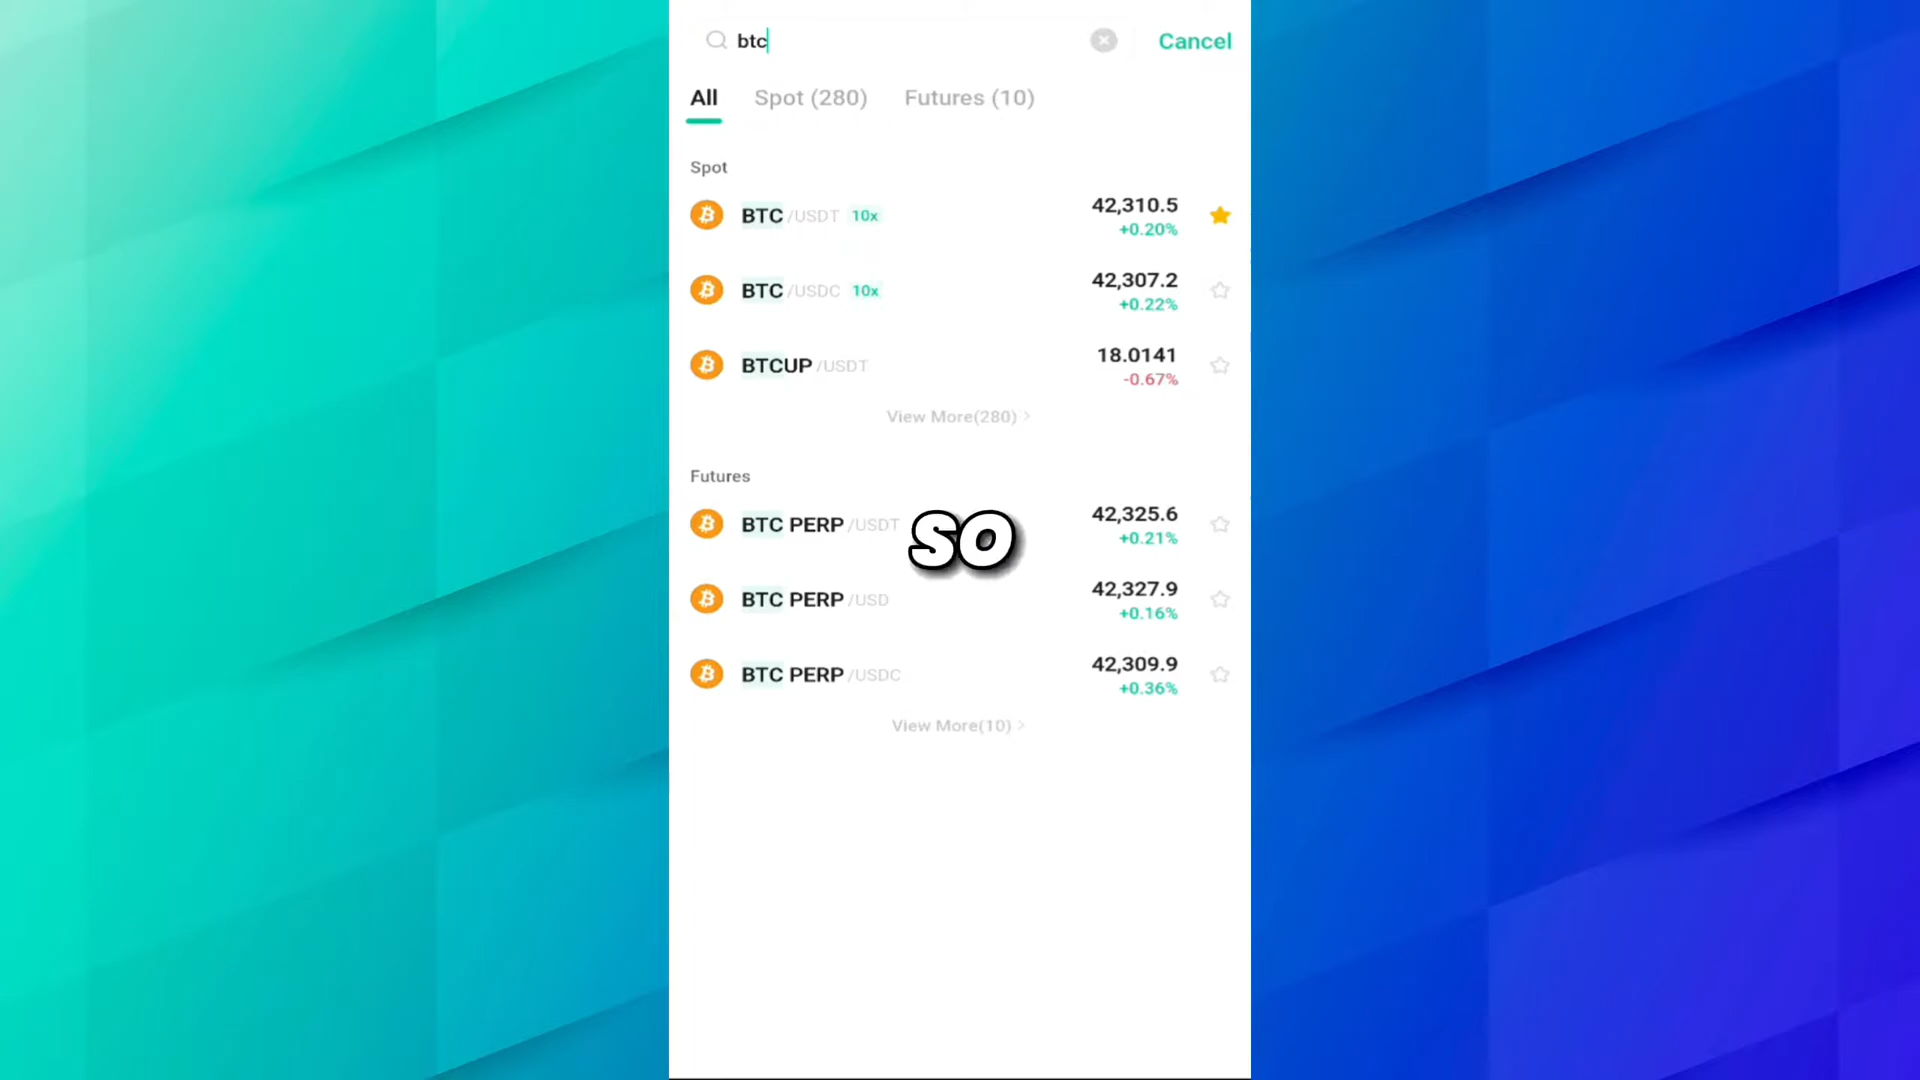 btc
Cancel
All Spot (280) Futures (10)
Spot
BTC /USDT 10x 42,310.5
+0.20%
BTC /USDC 10x 42,307.2
+0.22%
BTCUP /USDT 18.0141
-0.67%
View More(280)
Futures
BTC PERP /USDT 42,325.6
+0.21%
SO
BTC PERP /USD 42,327.9
+0.16%
BTC PERP /USDC 42,309.9
+0.36%
View More(10)